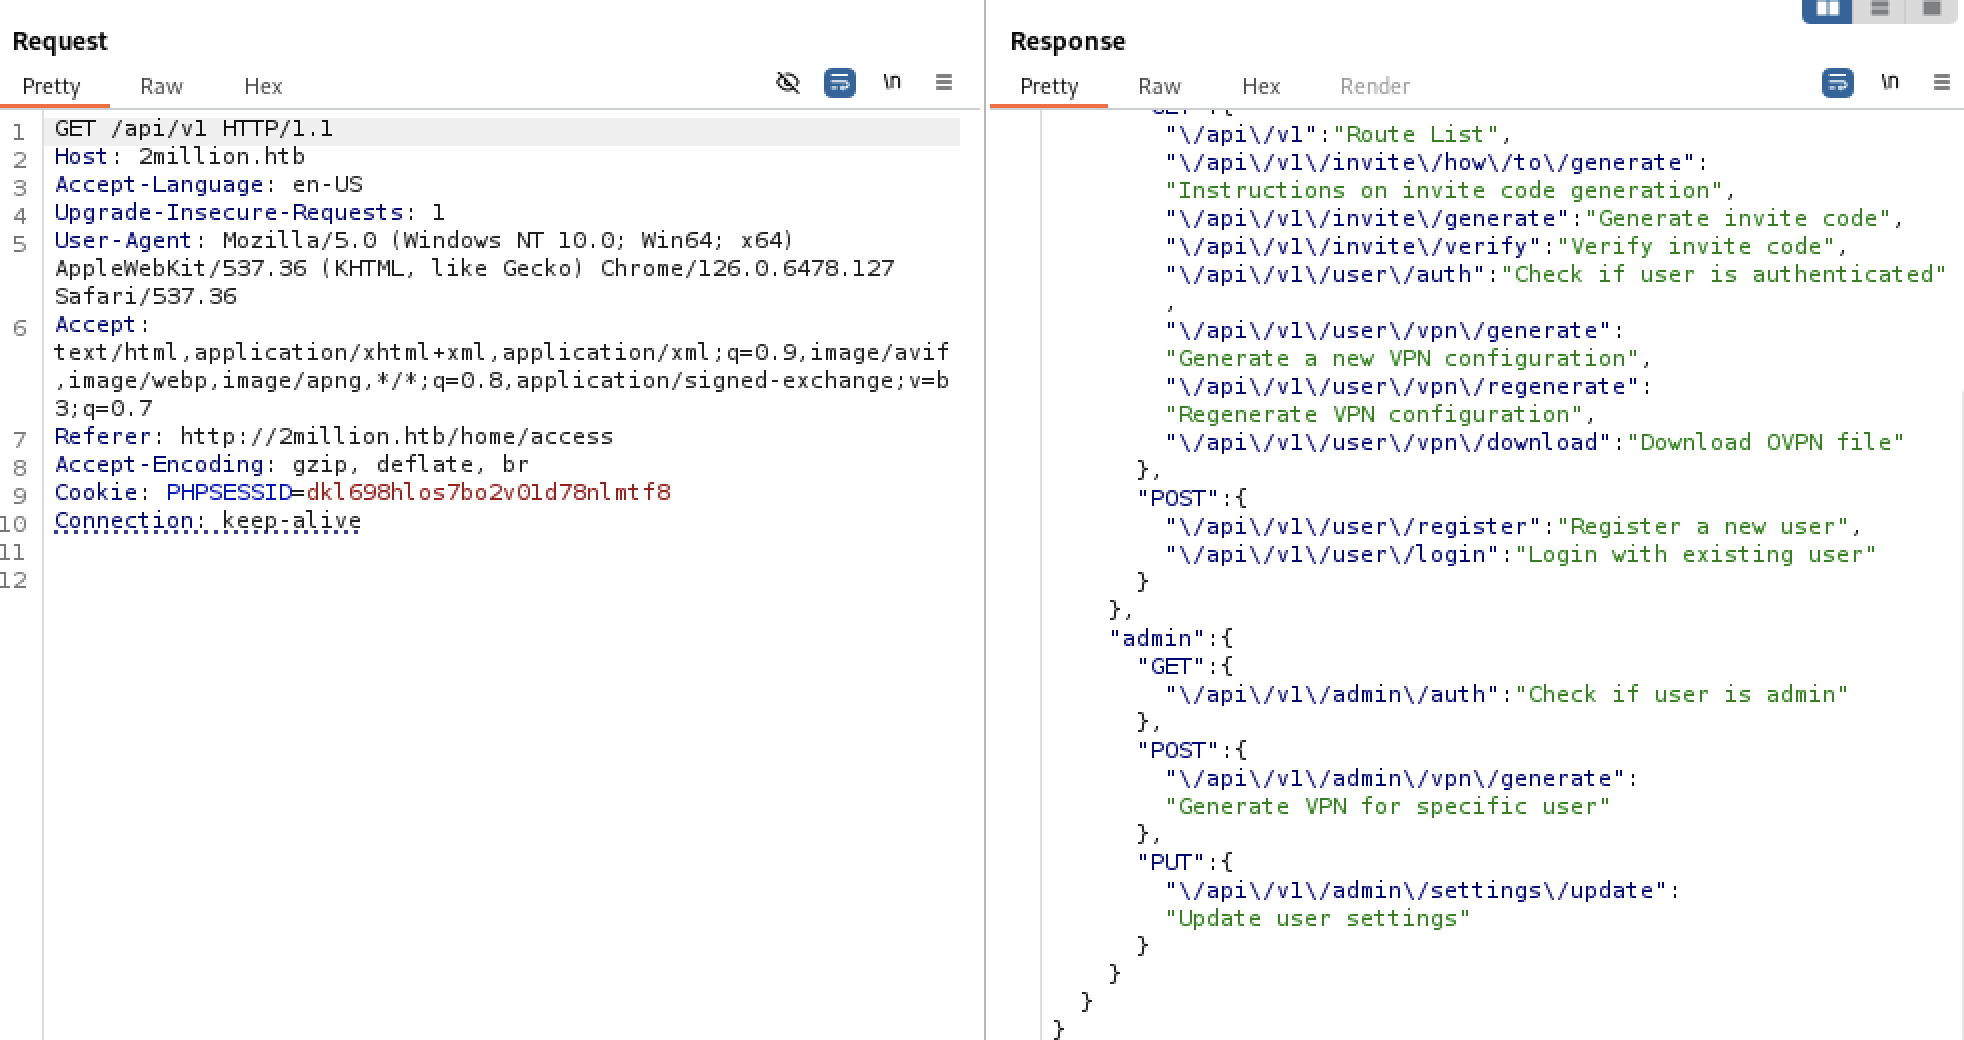 Request
Pretty Raw Hex \n
1 GET /api/v1 HTTP/1.1
2 Host: 2million.htb
3 Accept-Language: en-US
4 Upgrade-Insecure-Requests: 1
5 User-Agent: Mozilla/5.0 (Windows NT 10.0; Win64; x64)
AppleWebKit/537.36 (KHTML, like Gecko) Chrome/126.0.6478.127
Safari/537.36
6 Accept:
text/html,application/xhtml+xml,application/xml;q=0.9,image/avif
,image/webp,image/apng,*/*;q=0.8,application/signed-exchange;v=b
3;q=0.7
7 Referer: http://2million.htb/home/access
8 Accept-Encoding: gzip, deflate, br
9 Cookie: PHPSESSID=dkl698hlos7bo2v01d78nlmtf8
10 Connection: keep-alive
11
12
Response
Pretty Raw Hex Render \n
"GET":{
"\/api\/v1":"Route List",
"\/api\/v1\/invite\/how\/to\/generate":
"Instructions on invite code generation",
"\/api\/v1\/invite\/generate":"Generate invite code",
"\/api\/v1\/invite\/verify":"Verify invite code",
"\/api\/v1\/user\/auth":"Check if user is authenticated"
,
"\/api\/v1\/user\/vpn\/generate":
"Generate a new VPN configuration",
"\/api\/v1\/user\/vpn\/regenerate":
"Regenerate VPN configuration",
"\/api\/v1\/user\/vpn\/download":"Download OVPN file"
},
"POST":{
"\/api\/v1\/user\/register":"Register a new user",
"\/api\/v1\/user\/login":"Login with existing user"
}
},
"admin":{
"GET":{
"\/api\/v1\/admin\/auth":"Check if user is admin"
},
"POST":{
"\/api\/v1\/admin\/vpn\/generate":
"Generate VPN for specific user"
},
"PUT":{
"\/api\/v1\/admin\/settings\/update":
"Update user settings"
}
}
}
}